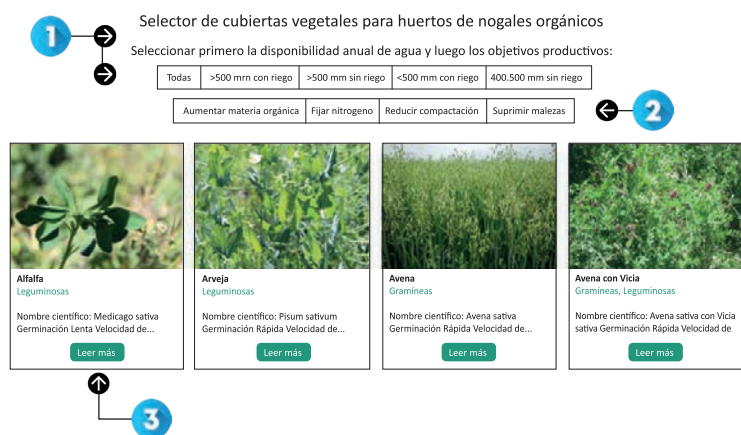 Selector de cubiertas vegetales para huertos de nogales orgánicos
1
Seleccionar primero la disponibilidad anual de agua y luego los objetivos productivos:
Todas
>500 mrn con riego
>500 mm sin riego
<500 mm con riego
400.500 mm sin riego
Aumentar materia orgánica
Fijar nitrogeno
Reducir compactación
Suprimir malezas
2
Alfalfa
Leguminosas
Nombre científico: Medicago sativa
Germinación Lenta Velocidad de...
Leer más
Arveja
Leguminosas
Nombre científico: Pisum sativum
Germinación Rápida Velocidad de...
Leer más
Avena
Gramíneas
Nombre científico: Avena sativa
Germinación Rápida Velocidad de...
Leer más
Avena con Vicia
Gramíneas, Leguminosas
Nombre científico: Avena sativa con Vicia
sativa Germinación Rápida Velocidad de
Leer más
3